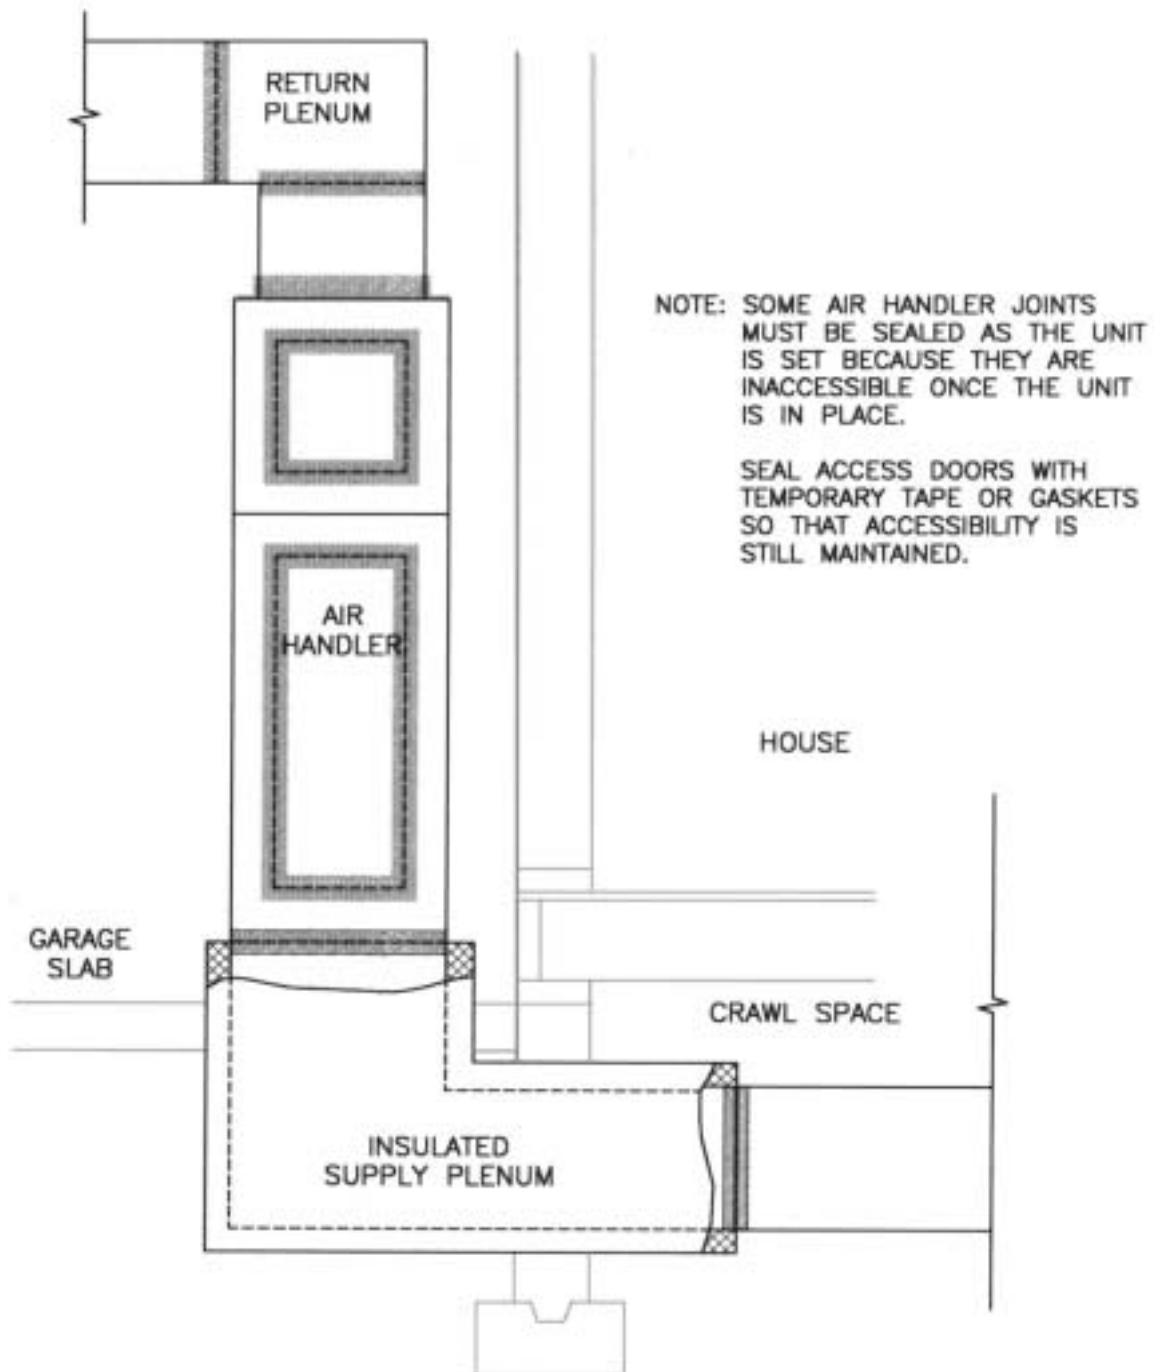 RETURN
PLENUM
NOTE: SOME AIR HANDLER JOINTS
MUST BE SEALED AS THE UNIT
IS SET BECAUSE THEY ARE
INACCESSIBLE ONCE THE UNIT
IS IN PLACE.
SEAL ACCESS DOORS WITH
TEMPORARY TAPE OR GASKETS
SO THAT ACCESSIBILITY IS
STILL MAINTAINED.
AIR
HANDLER
HOUSE
GARAGE
SLAB
CRAWL SPACE
INSULATED
SUPPLY PLENUM